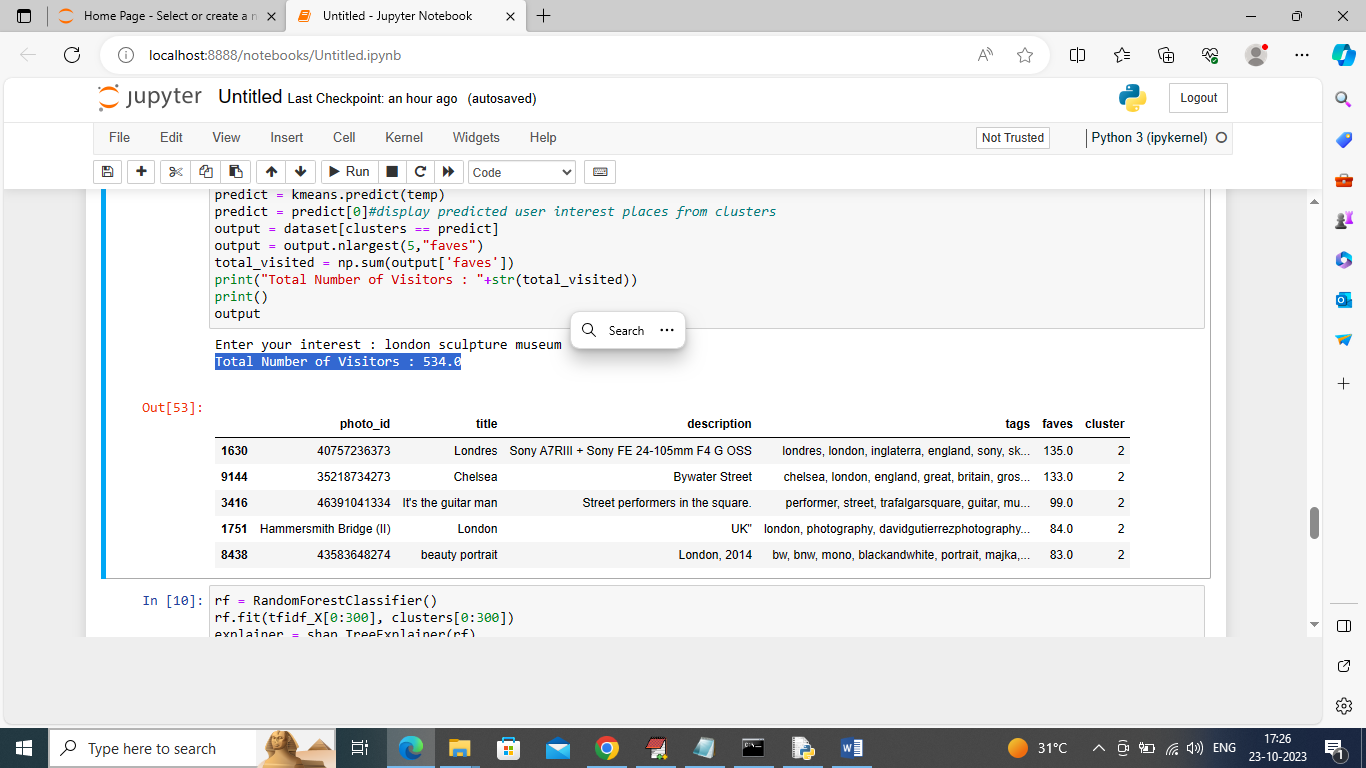 Home Page - Select or create a n
Untitled - Jupyter Notebook
localhost:8888/notebooks/Untitled.ipynb
jupyter Untitled Last Checkpoint: an hour ago (autosaved)
Logout
File Edit View Insert Cell Kernel Widgets Help
Not Trusted
Python 3 (ipykernel)
Run
Code
predict = kmeans.predict(temp)
predict = predict[0]#display predicted user interest places from clusters
output = dataset[clusters == predict]
output = output.nlargest(5,"faves")
total_visited = np.sum(output['faves'])
print("Total Number of Visitors : "+str(total_visited))
print()
output
Search
Enter your interest : london sculpture museum
Total Number of Visitors : 534.0
Out[53]:
photo_id title description tags faves cluster
1630 40757236373 Londres Sony A7RIII + Sony FE 24-105mm F4 G OSS londres, london, inglaterra, england, sony, sk... 135.0 2
9144 35218734273 Chelsea Bywater Street chelsea, london, england, great, britain, gros... 133.0 2
3416 46391041334 It's the guitar man Street performers in the square. performer, street, trafalgarsquare, guitar, mu... 99.0 2
1751 Hammersmith Bridge (II) London UK" london, photography, davidgutierrezphotography... 84.0 2
8438 43583648274 beauty portrait London, 2014 bw, bnw, mono, blackandwhite, portrait, majka,... 83.0 2
In [10]: rf = RandomForestClassifier()
rf.fit(tfidf_X[0:300], clusters[0:300])
explainer = shap.TreeExplainer(rf)
Type here to search
31°C
ENG
17:26
23-10-2023
1